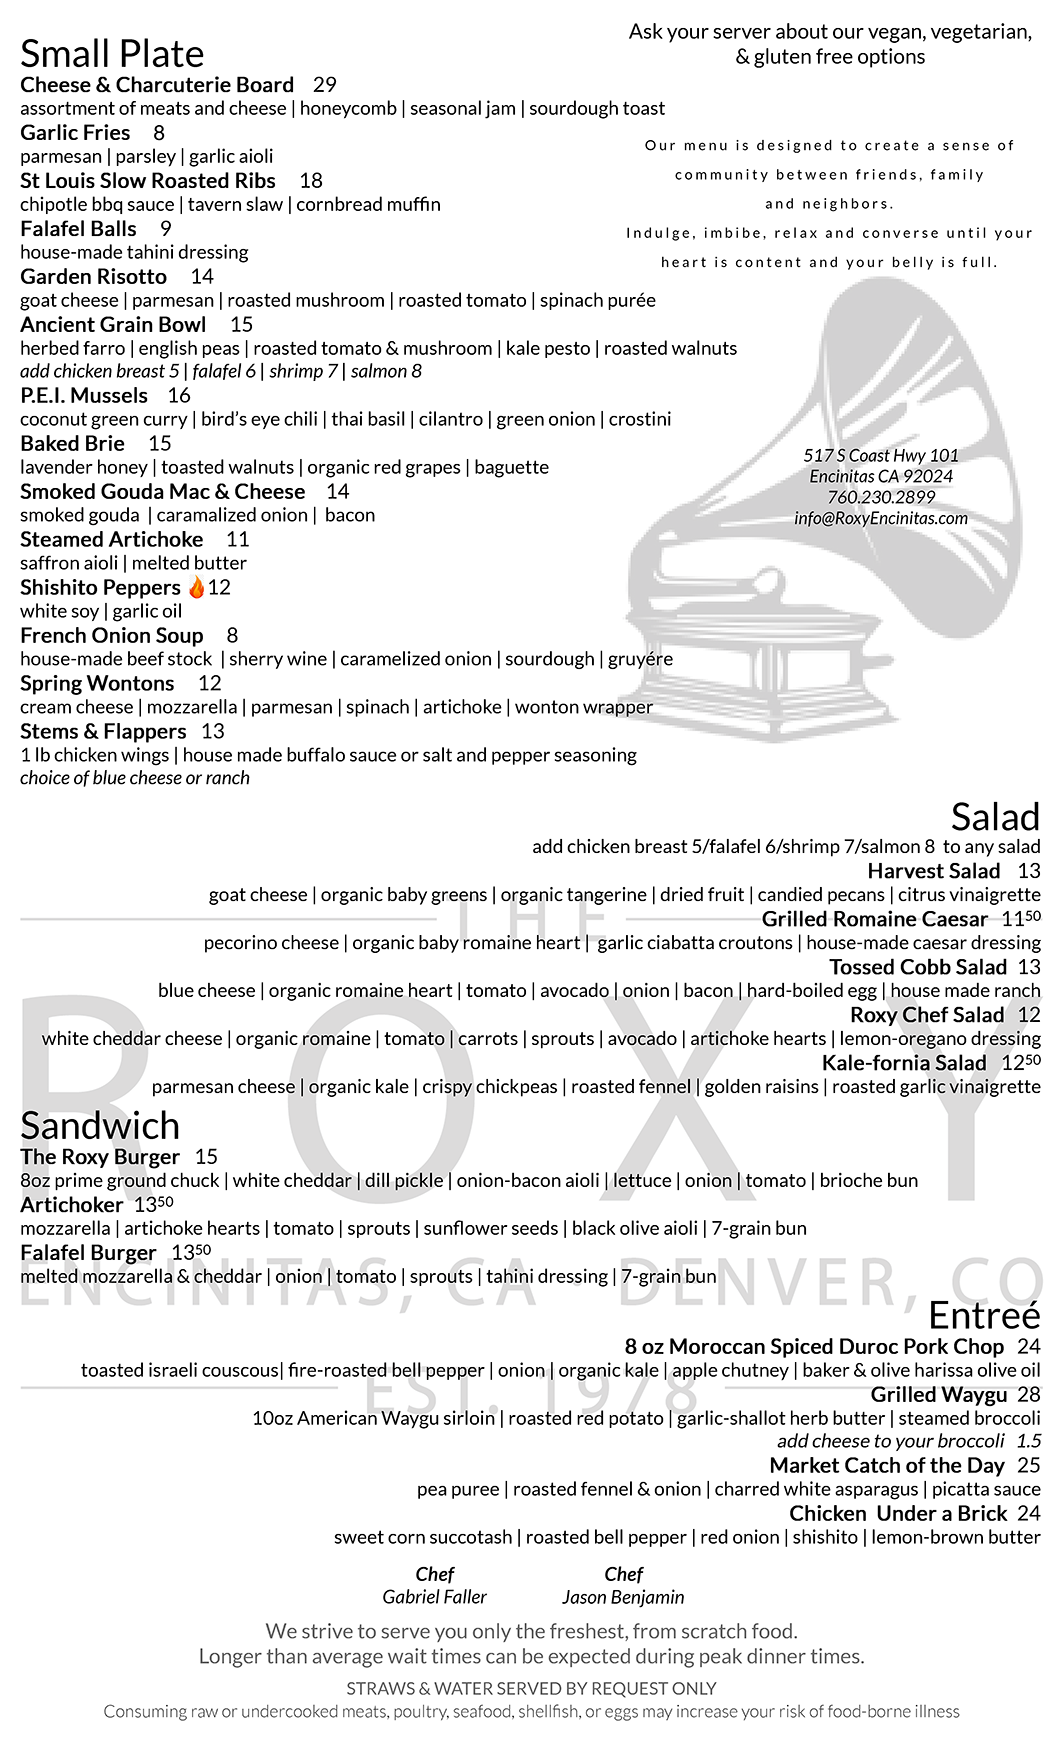 Ask your server about our vegan, vegetarian,
& gluten free options
Small Plate
Cheese & Charcuterie Board 29
assortment of meats and cheese | honeycomb | seasonal jam | sourdough toast
Garlic Fries 8
parmesan | parsley | garlic aioli
St Louis Slow Roasted Ribs 18
chipotle bbq sauce | tavern slaw | cornbread muffin
Falafel Balls 9
house-made tahini dressing
Garden Risotto 14
goat cheese | parmesan | roasted mushroom | roasted tomato | spinach purée
Ancient Grain Bowl 15
herbed farro | english peas | roasted tomato & mushroom | kale pesto | roasted walnuts
add chicken breast 5 | falafel 6 | shrimp 7 | salmon 8
P.E.I. Mussels 16
coconut green curry | bird's eye chili | thai basil | cilantro | green onion | crostini
Baked Brie 15
lavender honey | toasted walnuts | organic red grapes | baguette
Smoked Gouda Mac & Cheese 14
smoked gouda | caramalized onion | bacon
Steamed Artichoke 11
saffron aioli | melted butter
Shishito Peppers 🔥12
white soy | garlic oil
French Onion Soup 8
house-made beef stock | sherry wine | caramelized onion | sourdough | gruyére
Spring Wontons 12
cream cheese | mozzarella | parmesan | spinach | artichoke | wonton wrapper
Stems & Flappers 13
1 lb chicken wings | house made buffalo sauce or salt and pepper seasoning
choice of blue cheese or ranch
Our menu is designed to create a sense of
community between friends, family
and neighbors.
Indulge, imbibe, relax and converse until your
heart is content and your belly is full.
517 S Coast Hwy 101
Encinitas CA 92024
760.230.2899
info@RoxyEncinitas.com
Salad
add chicken breast 5/falafel 6/shrimp 7/salmon 8 to any salad
Harvest Salad 13
goat cheese | organic baby greens | organic tangerine | dried fruit | candied pecans | citrus vinaigrette
Grilled Romaine Caesar 11⁵⁰
pecorino cheese | organic baby romaine heart | garlic ciabatta croutons | house-made caesar dressing
Tossed Cobb Salad 13
blue cheese | organic romaine heart | tomato | avocado | onion | bacon | hard-boiled egg | house made ranch
Roxy Chef Salad 12
white cheddar cheese | organic romaine | tomato | carrots | sprouts | avocado | artichoke hearts | lemon-oregano dressing
Kale-fornia Salad 12⁵⁰
parmesan cheese | organic kale | crispy chickpeas | roasted fennel | golden raisins | roasted garlic vinaigrette
THE
ROXY
ENCINITAS, CA DENVER, CO
EST. 1978
Sandwich
The Roxy Burger 15
8oz prime ground chuck | white cheddar | dill pickle | onion-bacon aioli | lettuce | onion | tomato | brioche bun
Artichoker 13⁵⁰
mozzarella | artichoke hearts | tomato | sprouts | sunflower seeds | black olive aioli | 7-grain bun
Falafel Burger 13⁵⁰
melted mozzarella & cheddar | onion | tomato | sprouts | tahini dressing | 7-grain bun
Entreé
8 oz Moroccan Spiced Duroc Pork Chop 24
toasted israeli couscous| fire-roasted bell pepper | onion | organic kale | apple chutney | baker & olive harissa olive oil
Grilled Waygu 28
10oz American Waygu sirloin | roasted red potato | garlic-shallot herb butter | steamed broccoli
add cheese to your broccoli 1.5
Market Catch of the Day 25
pea puree | roasted fennel & onion | charred white asparagus | picatta sauce
Chicken Under a Brick 24
sweet corn succotash | roasted bell pepper | red onion | shishito | lemon-brown butter
Chef Chef
Gabriel Faller Jason Benjamin
We strive to serve you only the freshest, from scratch food.
Longer than average wait times can be expected during peak dinner times.
STRAWS & WATER SERVED BY REQUEST ONLY
Consuming raw or undercooked meats, poultry, seafood, shellfish, or eggs may increase your risk of food-borne illness